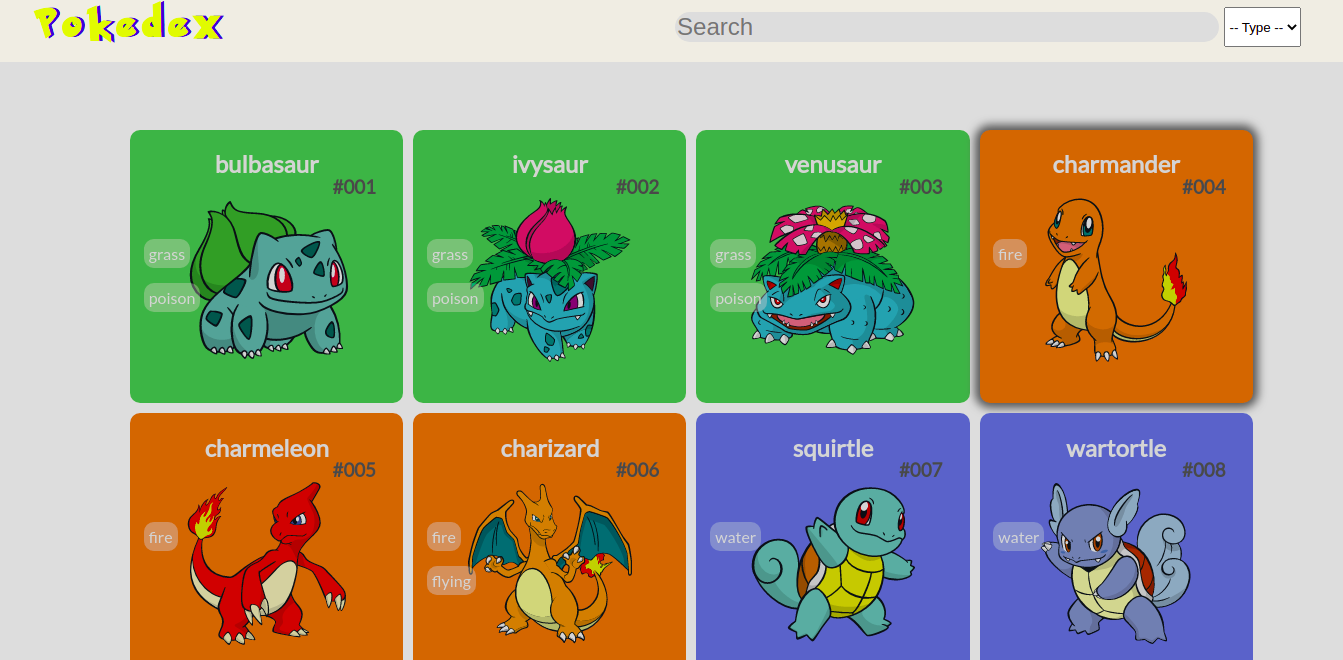 Pokedex
Search
-- Type --
bulbasaur
#001
grass
poison
ivysaur
#002
grass
poison
venusaur
#003
grass
poison
charmander
#004
fire
charmeleon
#005
fire
charizard
#006
fire
flying
squirtle
#007
water
wartortle
#008
water